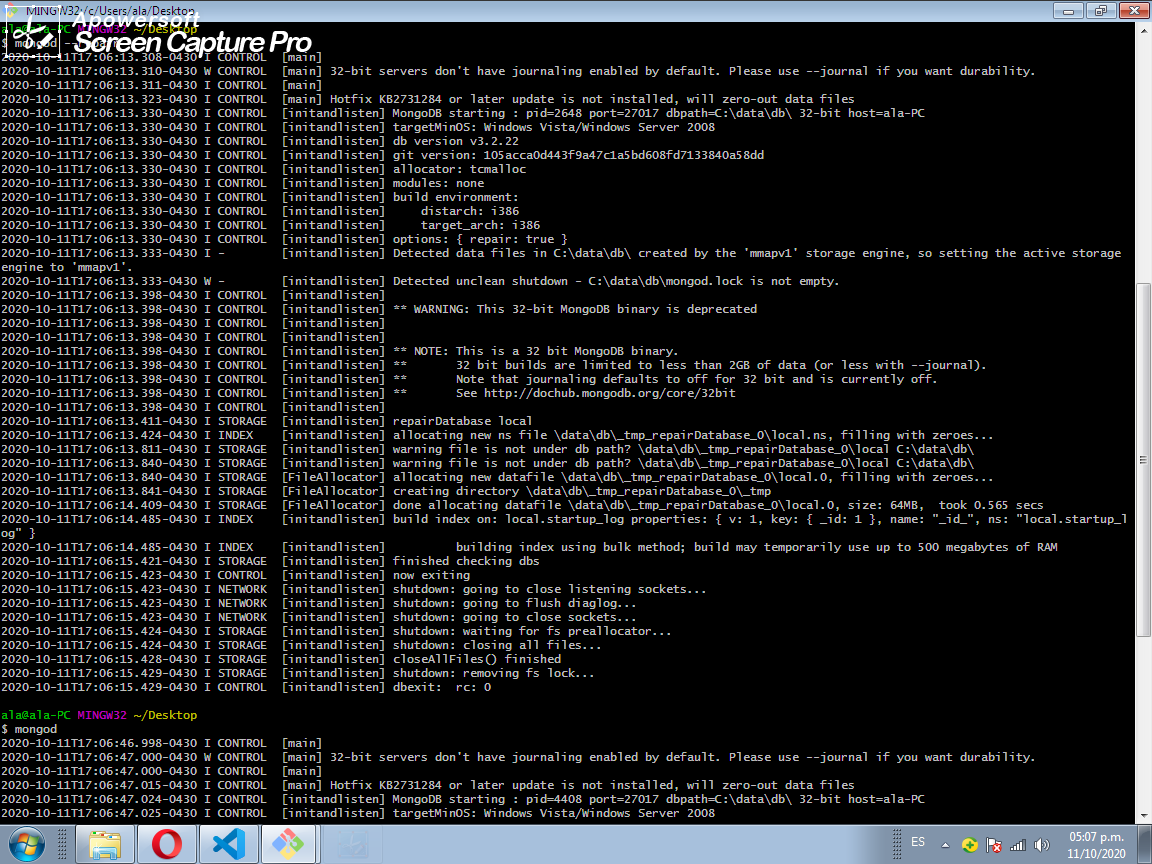 MINGW32:/c/Users/ala/Desktop
Apowersoft
Screen Capture Pro
ala@ala-PC MINGW32 ~/Desktop
$ mongod
2020-10-11T17:06:13.308-0430 I CONTROL  [main]
2020-10-11T17:06:13.310-0430 W CONTROL  [main] 32-bit servers don't have journaling enabled by default. Please use --journal if you want durability.
2020-10-11T17:06:13.311-0430 I CONTROL  [main]
2020-10-11T17:06:13.323-0430 I CONTROL  [main] Hotfix KB2731284 or later update is not installed, will zero-out data files
2020-10-11T17:06:13.330-0430 I CONTROL  [initandlisten] MongoDB starting : pid=2648 port=27017 dbpath=C:\data\db\ 32-bit host=ala-PC
2020-10-11T17:06:13.330-0430 I CONTROL  [initandlisten] targetMinOS: Windows Vista/Windows Server 2008
2020-10-11T17:06:13.330-0430 I CONTROL  [initandlisten] db version v3.2.22
2020-10-11T17:06:13.330-0430 I CONTROL  [initandlisten] git version: 105acca0d443f9a47c1a5bd608fd7133840a58dd
2020-10-11T17:06:13.330-0430 I CONTROL  [initandlisten] allocator: tcmalloc
2020-10-11T17:06:13.330-0430 I CONTROL  [initandlisten] modules: none
2020-10-11T17:06:13.330-0430 I CONTROL  [initandlisten] build environment:
2020-10-11T17:06:13.330-0430 I CONTROL  [initandlisten]     distarch: i386
2020-10-11T17:06:13.330-0430 I CONTROL  [initandlisten]     target_arch: i386
2020-10-11T17:06:13.330-0430 I CONTROL  [initandlisten] options: { repair: true }
2020-10-11T17:06:13.333-0430 I -        [initandlisten] Detected data files in C:\data\db\ created by the 'mmapv1' storage engine, so setting the active storage
engine to 'mmapv1'.
2020-10-11T17:06:13.333-0430 W -        [initandlisten] Detected unclean shutdown - C:\data\db\mongod.lock is not empty.
2020-10-11T17:06:13.398-0430 I CONTROL  [initandlisten]
2020-10-11T17:06:13.398-0430 I CONTROL  [initandlisten] ** WARNING: This 32-bit MongoDB binary is deprecated
2020-10-11T17:06:13.398-0430 I CONTROL  [initandlisten]
2020-10-11T17:06:13.398-0430 I CONTROL  [initandlisten]
2020-10-11T17:06:13.398-0430 I CONTROL  [initandlisten] ** NOTE: This is a 32 bit MongoDB binary.
2020-10-11T17:06:13.398-0430 I CONTROL  [initandlisten] **       32 bit builds are limited to less than 2GB of data (or less with --journal).
2020-10-11T17:06:13.398-0430 I CONTROL  [initandlisten] **       Note that journaling defaults to off for 32 bit and is currently off.
2020-10-11T17:06:13.398-0430 I CONTROL  [initandlisten] **       See http://dochub.mongodb.org/core/32bit
2020-10-11T17:06:13.398-0430 I CONTROL  [initandlisten]
2020-10-11T17:06:13.411-0430 I STORAGE  [initandlisten] repairDatabase local
2020-10-11T17:06:13.424-0430 I INDEX    [initandlisten] allocating new ns file \data\db\_tmp_repairDatabase_0\local.ns, filling with zeroes...
2020-10-11T17:06:13.811-0430 I STORAGE  [initandlisten] warning file is not under db path? \data\db\_tmp_repairDatabase_0\local C:\data\db\
2020-10-11T17:06:13.840-0430 I STORAGE  [initandlisten] warning file is not under db path? \data\db\_tmp_repairDatabase_0\local C:\data\db\
2020-10-11T17:06:13.840-0430 I STORAGE  [FileAllocator] allocating new datafile \data\db\_tmp_repairDatabase_0\local.0, filling with zeroes...
2020-10-11T17:06:13.841-0430 I STORAGE  [FileAllocator] creating directory \data\db\_tmp_repairDatabase_0\_tmp
2020-10-11T17:06:14.409-0430 I STORAGE  [FileAllocator] done allocating datafile \data\db\_tmp_repairDatabase_0\local.0, size: 64MB,  took 0.565 secs
2020-10-11T17:06:14.485-0430 I INDEX    [initandlisten] build index on: local.startup_log properties: { v: 1, key: { _id: 1 }, name: "_id_", ns: "local.startup_l
og" }
2020-10-11T17:06:14.485-0430 I INDEX    [initandlisten]          building index using bulk method; build may temporarily use up to 500 megabytes of RAM
2020-10-11T17:06:15.421-0430 I STORAGE  [initandlisten] finished checking dbs
2020-10-11T17:06:15.423-0430 I CONTROL  [initandlisten] now exiting
2020-10-11T17:06:15.423-0430 I NETWORK  [initandlisten] shutdown: going to close listening sockets...
2020-10-11T17:06:15.423-0430 I NETWORK  [initandlisten] shutdown: going to flush diaglog...
2020-10-11T17:06:15.423-0430 I NETWORK  [initandlisten] shutdown: going to close sockets...
2020-10-11T17:06:15.424-0430 I STORAGE  [initandlisten] shutdown: waiting for fs preallocator...
2020-10-11T17:06:15.424-0430 I STORAGE  [initandlisten] shutdown: closing all files...
2020-10-11T17:06:15.428-0430 I STORAGE  [initandlisten] closeAllFiles() finished
2020-10-11T17:06:15.429-0430 I STORAGE  [initandlisten] shutdown: removing fs lock...
2020-10-11T17:06:15.429-0430 I CONTROL  [initandlisten] dbexit:  rc: 0
ala@ala-PC MINGW32 ~/Desktop
$ mongod
2020-10-11T17:06:46.998-0430 I CONTROL  [main]
2020-10-11T17:06:47.000-0430 W CONTROL  [main] 32-bit servers don't have journaling enabled by default. Please use --journal if you want durability.
2020-10-11T17:06:47.000-0430 I CONTROL  [main]
2020-10-11T17:06:47.015-0430 I CONTROL  [main] Hotfix KB2731284 or later update is not installed, will zero-out data files
2020-10-11T17:06:47.024-0430 I CONTROL  [initandlisten] MongoDB starting : pid=4408 port=27017 dbpath=C:\data\db\ 32-bit host=ala-PC
2020-10-11T17:06:47.025-0430 I CONTROL  [initandlisten] targetMinOS: Windows Vista/Windows Server 2008
ES
05:07 p.m.
11/10/2020